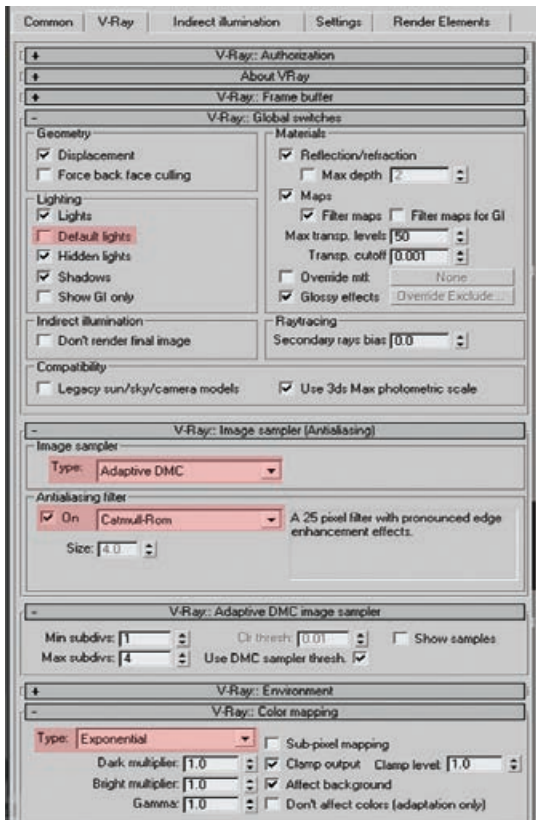 Common V-Ray Indirect illumination Settings Render Elements
+ V-Ray:: Authorization
+ About VRay
+ V-Ray:: Frame buffer
- V-Ray:: Global switches
Geometry
Displacement
Force back face culling
Lighting
Lights
Default lights
Hidden lights
Shadows
Show GI only
Indirect illumination
Don't render final image
Materials
Reflection/refraction
Max depth 2
Maps
Filter maps Filter maps for GI
Max transp. levels 50
Transp. cutoff 0.001
Override mtl: None
Glossy effects Override Exclude...
Raytracing
Secondary rays bias 0.0
Compatibility
Legacy sun/sky/camera models Use 3ds Max photometric scale
- V-Ray:: Image sampler (Antialiasing)
Image sampler
Type: Adaptive DMC
Antialiasing filter
On Catmull-Rom
Size: 4.0
A 25 pixel filter with pronounced edge
enhancement effects.
- V-Ray:: Adaptive DMC image sampler
Min subdivs: 1 Clr thresh: 0.01 Show samples
Max subdivs: 4 Use DMC sampler thresh.
+ V-Ray:: Environment
- V-Ray:: Color mapping
Type: Exponential Sub-pixel mapping
Dark multiplier: 1.0 Clamp output Clamp level: 1.0
Bright multiplier: 1.0 Affect background
Gamma: 1.0 Don't affect colors (adaptation only)